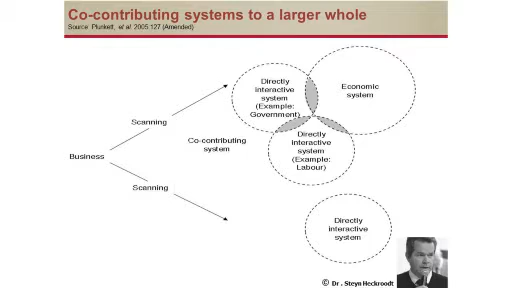 Co-contributing systems to a larger whole
Source: Plunkett, et al. 2005:127 (Amended)
Directly
interactive
system
(Example:
Government)
Economic
system
Scanning
Co-contributing
system
Directly
interactive
system
(Example:
Labour)
Business
Scanning
Directly
interactive
system
© Dr . Steyn Heckroodt